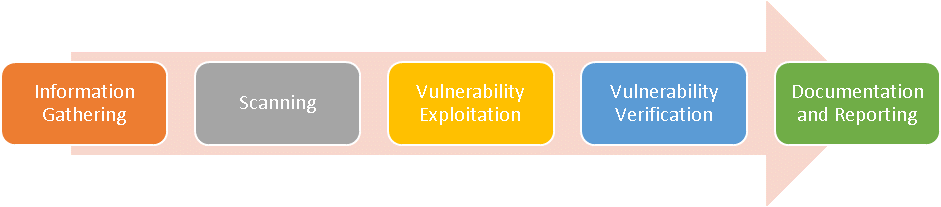 Information
Gathering
Scanning
Vulnerability
Exploitation
Vulnerability
Verification
Documentation
and Reporting